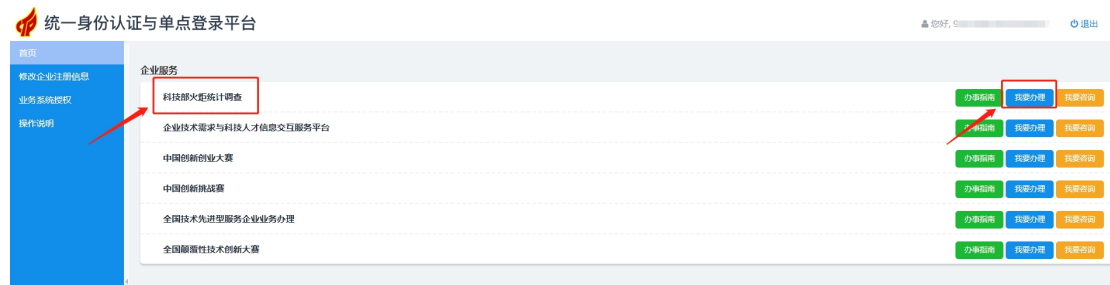 统一身份认证与单点登录平台
您好, 9
退出
首页
修改企业注册信息
业务系统授权
操作说明
企业服务
科技部火炬统计调查 办事指南 我要办理 我要咨询
企业技术需求与科技人才信息交互服务平台 办事指南 我要办理 我要咨询
中国创新创业大赛 办事指南 我要办理 我要咨询
中国创新挑战赛 办事指南 我要办理 我要咨询
全国技术先进型服务企业业务办理 办事指南 我要办理 我要咨询
全国颠覆性技术创新大赛 办事指南 我要办理 我要咨询